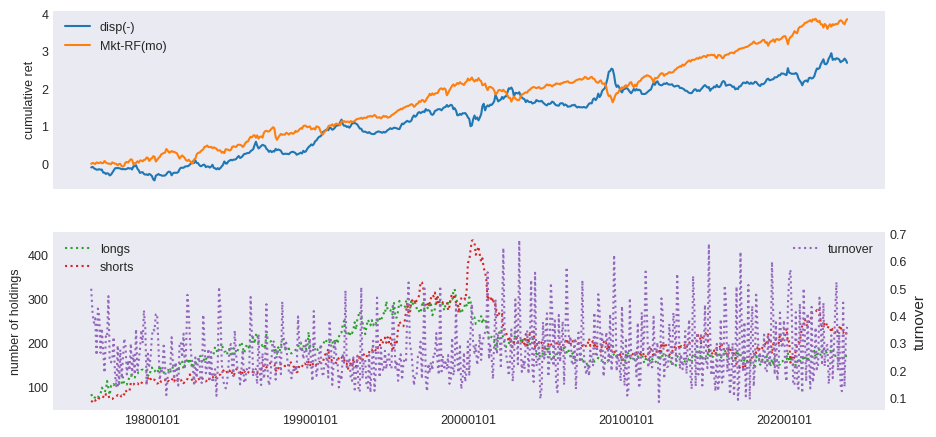 disp(-)
Mkt-RF(mo)
cumulative ret
4
3
2
1
0
longs
shorts
turnover
number of holdings
400
300
200
100
turnover
0.7
0.6
0.5
0.4
0.3
0.2
0.1
19800101
19900101
20000101
20100101
20200101